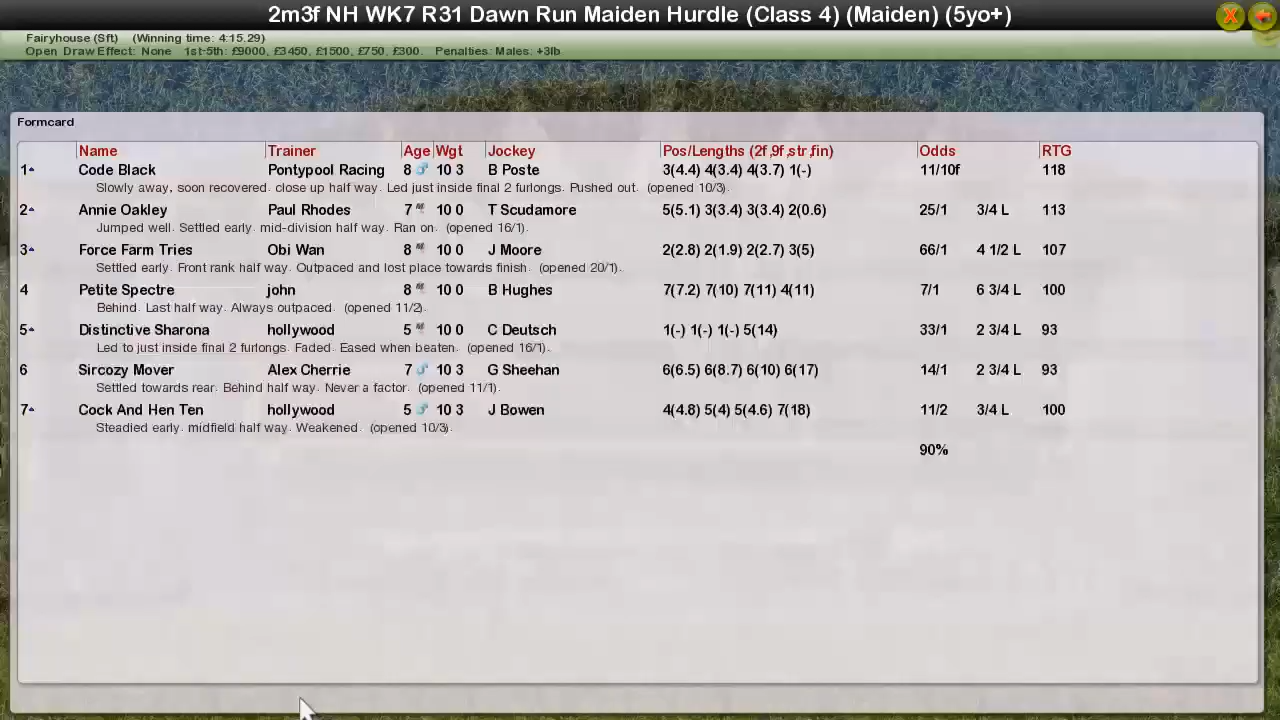 2m3f NH WK7 R31 Dawn Run Maiden Hurdle (Class 4) (Maiden) (5yo+)
Fairyhouse (Sft) (Winning time: 4:15.29)
Open Draw Effect: None 1st-5th: £9000, £3450, £1500, £750, £300. Penalties: Males: +3lb
Formcard
Name Trainer Age Wgt Jockey Pos/Lengths (2f,9f,str,fin) Odds RTG
1 Code Black Pontypool Racing 8 10 3 B Poste 3(4.4) 4(3.4) 4(3.7) 1(-) 11/10f 118
Slowly away, soon recovered. close up half way. Led just inside final 2 furlongs. Pushed out. (opened 10/3).
2 Annie Oakley Paul Rhodes 7 10 0 T Scudamore 5(5.1) 3(3.4) 3(3.4) 2(0.6) 25/1 3/4 L 113
Jumped well. Settled early. mid-division half way. Ran on. (opened 16/1).
3 Force Farm Tries Obi Wan 8 10 0 J Moore 2(2.8) 2(1.9) 2(2.7) 3(5) 66/1 4 1/2 L 107
Settled early. Front rank half way. Outpaced and lost place towards finish. (opened 20/1).
4 Petite Spectre john 8 10 0 B Hughes 7(7.2) 7(10) 7(11) 4(11) 7/1 6 3/4 L 100
Behind. Last half way. Always outpaced. (opened 11/2).
5 Distinctive Sharona hollywood 5 10 0 C Deutsch 1(-) 1(-) 1(-) 5(14) 33/1 2 3/4 L 93
Led to just inside final 2 furlongs. Faded. Eased when beaten. (opened 16/1).
6 Sircozy Mover Alex Cherrie 7 10 3 G Sheehan 6(6.5) 6(8.7) 6(10) 6(17) 14/1 2 3/4 L 93
Settled towards rear. Behind half way. Never a factor. (opened 11/1).
7 Cock And Hen Ten hollywood 5 10 3 J Bowen 4(4.8) 5(4) 5(4.6) 7(18) 11/2 3/4 L 100
Steadied early. midfield half way. Weakened. (opened 10/3).
90%